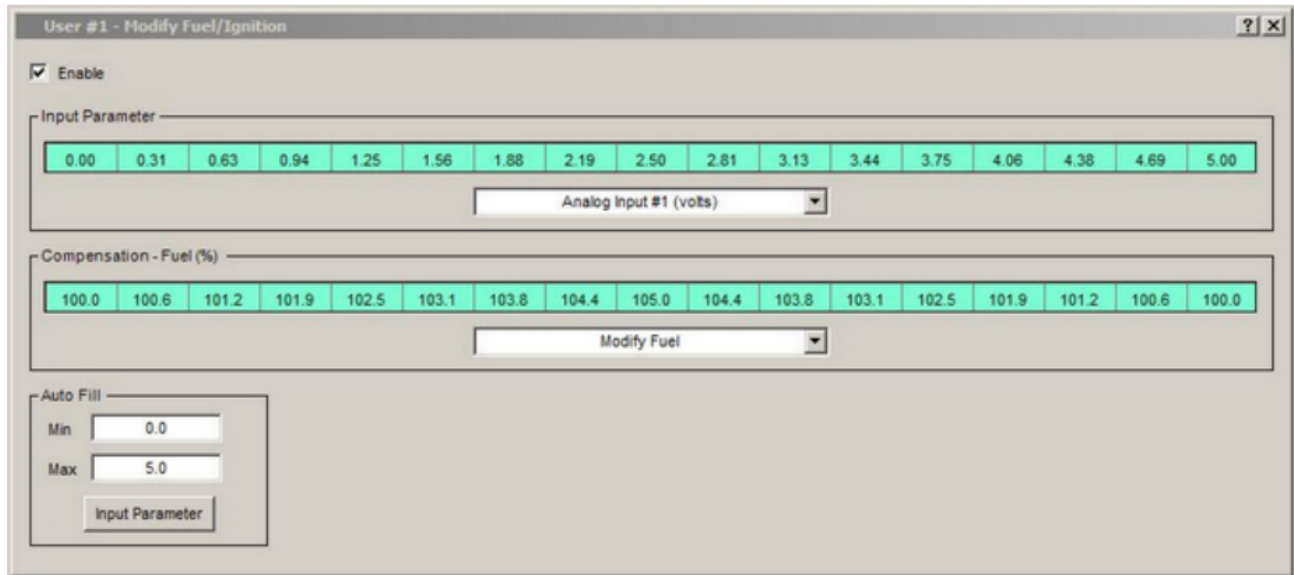 User #1 - Modify Fuel/Ignition
Enable
Input Parameter
0.00 0.31 0.63 0.94 1.25 1.56 1.88 2.19 2.50 2.81 3.13 3.44 3.75 4.06 4.38 4.69 5.00
Analog Input #1 (volts)
Compensation - Fuel (%)
100.0 100.6 101.2 101.9 102.5 103.1 103.8 104.4 105.0 104.4 103.8 103.1 102.5 101.9 101.2 100.6 100.0
Modify Fuel
Auto Fill
Min 0.0
Max 5.0
Input Parameter